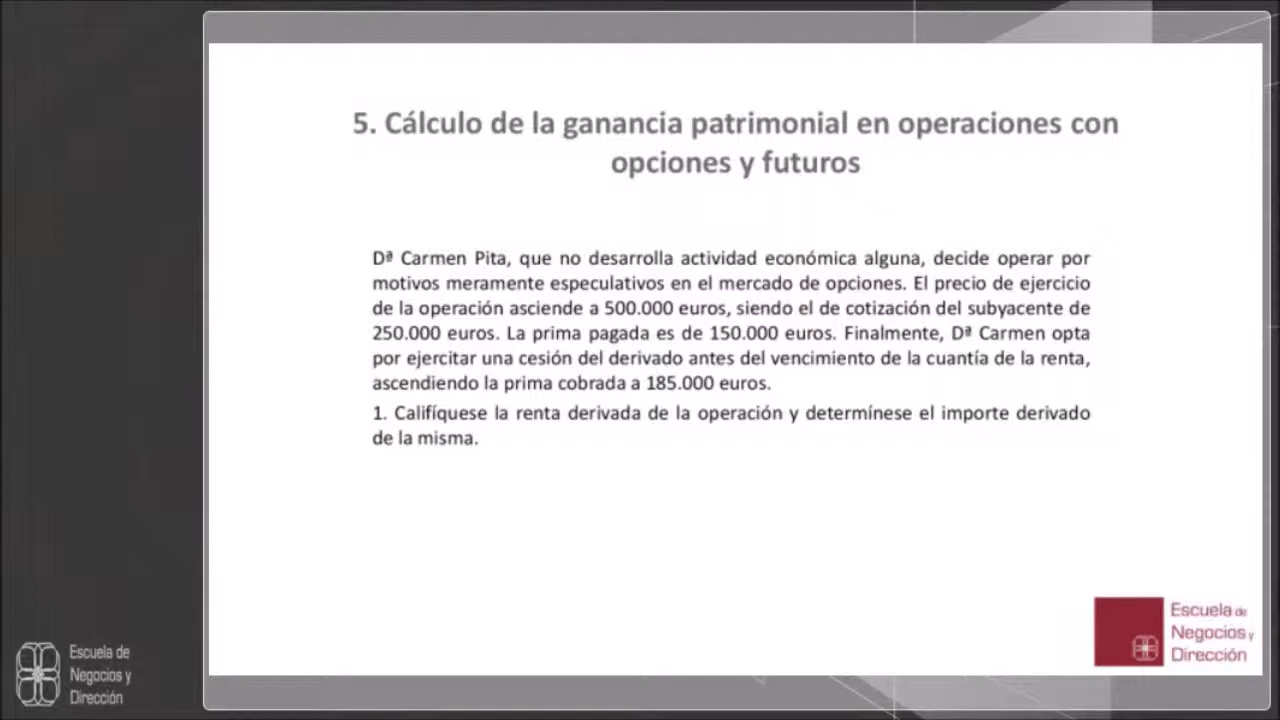 5. Cálculo de la ganancia patrimonial en operaciones con
opciones y futuros
Dª Carmen Pita, que no desarrolla actividad económica alguna, decide operar por
motivos meramente especulativos en el mercado de opciones. El precio de ejercicio
de la operación asciende a 500.000 euros, siendo el de cotización del subyacente de
250.000 euros. La prima pagada es de 150.000 euros. Finalmente, Dª Carmen opta
por ejercitar una cesión del derivado antes del vencimiento de la cuantía de la renta,
ascendiendo la prima cobrada a 185.000 euros.
1. Califíquese la renta derivada de la operación y determínese el importe derivado
de la misma.
Escuela de
Negocios y
Dirección
Escuela de
Negocios y
Dirección